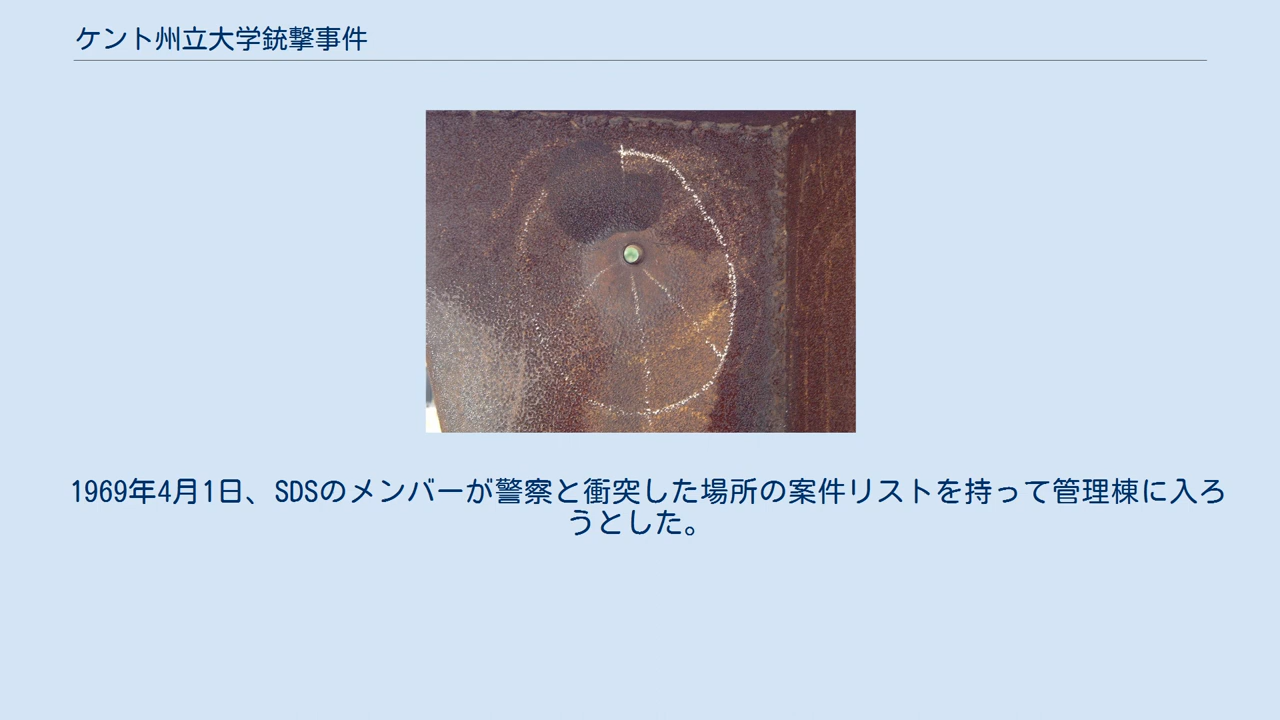 ケント州立大学銃撃事件
1969年4月1日、SDSのメンバーが警察と衝突した場所の案件リストを持って管理棟に入ろ
うとした。